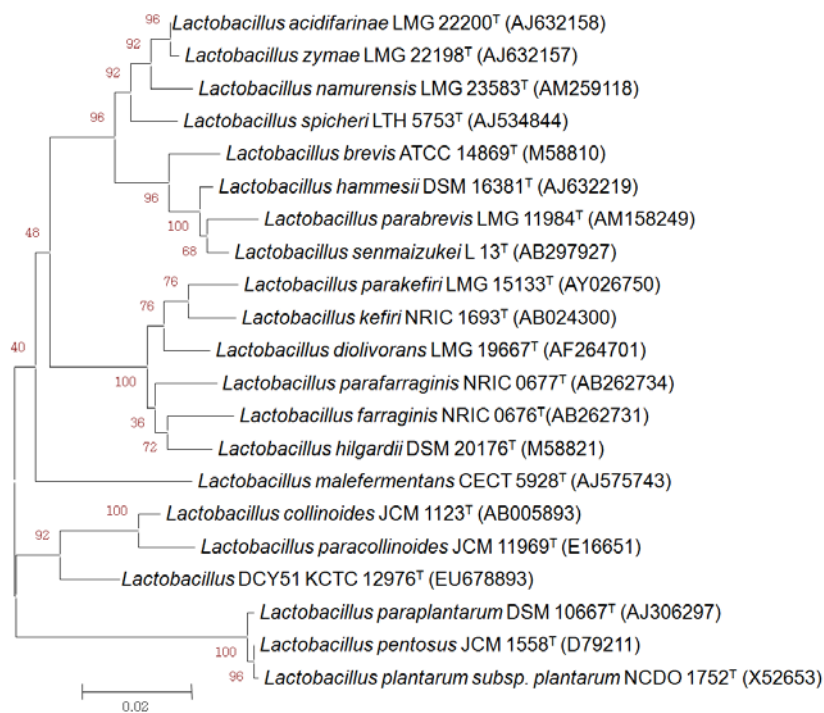 96
Lactobacillus acidifarinae LMG 22200ᵀ (AJ632158)
92
Lactobacillus zymae LMG 22198ᵀ (AJ632157)
92
Lactobacillus namurensis LMG 23583ᵀ (AM259118)
96
Lactobacillus spicheri LTH 5753ᵀ (AJ534844)
Lactobacillus brevis ATCC 14869ᵀ (M58810)
96
Lactobacillus hammesii DSM 16381ᵀ (AJ632219)
100
Lactobacillus parabrevis LMG 11984ᵀ (AM158249)
48
68
Lactobacillus senmaizukei L 13ᵀ (AB297927)
76
Lactobacillus parakefiri LMG 15133ᵀ (AY026750)
76
Lactobacillus kefiri NRIC 1693ᵀ (AB024300)
40
Lactobacillus diolivorans LMG 19667ᵀ (AF264701)
100
Lactobacillus parafarraginis NRIC 0677ᵀ (AB262734)
36
Lactobacillus farraginis NRIC 0676ᵀ(AB262731)
72
Lactobacillus hilgardii DSM 20176ᵀ (M58821)
Lactobacillus malefermentans CECT 5928ᵀ (AJ575743)
100
Lactobacillus collinoides JCM 1123ᵀ (AB005893)
92
Lactobacillus paracollinoides JCM 11969ᵀ (E16651)
Lactobacillus DCY51 KCTC 12976ᵀ (EU678893)
Lactobacillus paraplantarum DSM 10667ᵀ (AJ306297)
100
Lactobacillus pentosus JCM 1558ᵀ (D79211)
96
Lactobacillus plantarum subsp. plantarum NCDO 1752ᵀ (X52653)
0.02